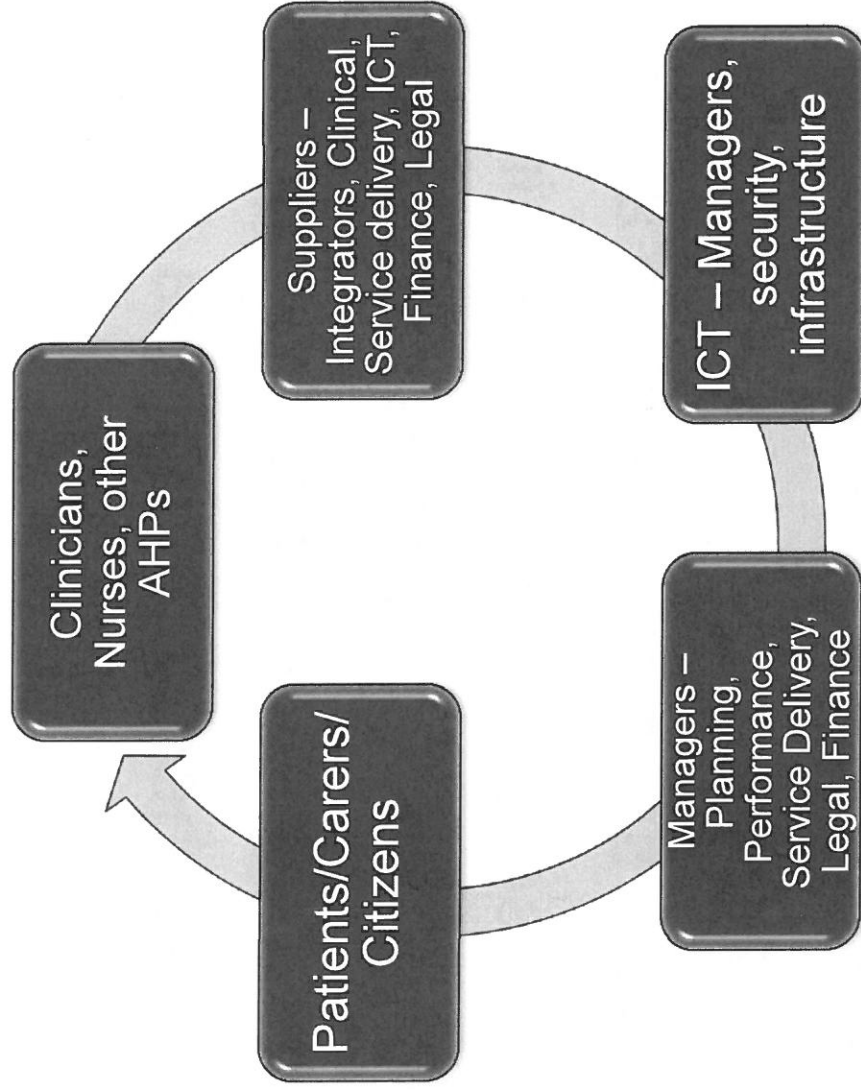 Clinicians,
Nurses, other
AHPs
Suppliers –
Integrators, Clinical,
Service delivery, ICT,
Finance, Legal
ICT – Managers,
security,
infrastructure
Managers –
Planning,
Performance,
Service Delivery,
Legal, Finance
Patients/Carers/
Citizens